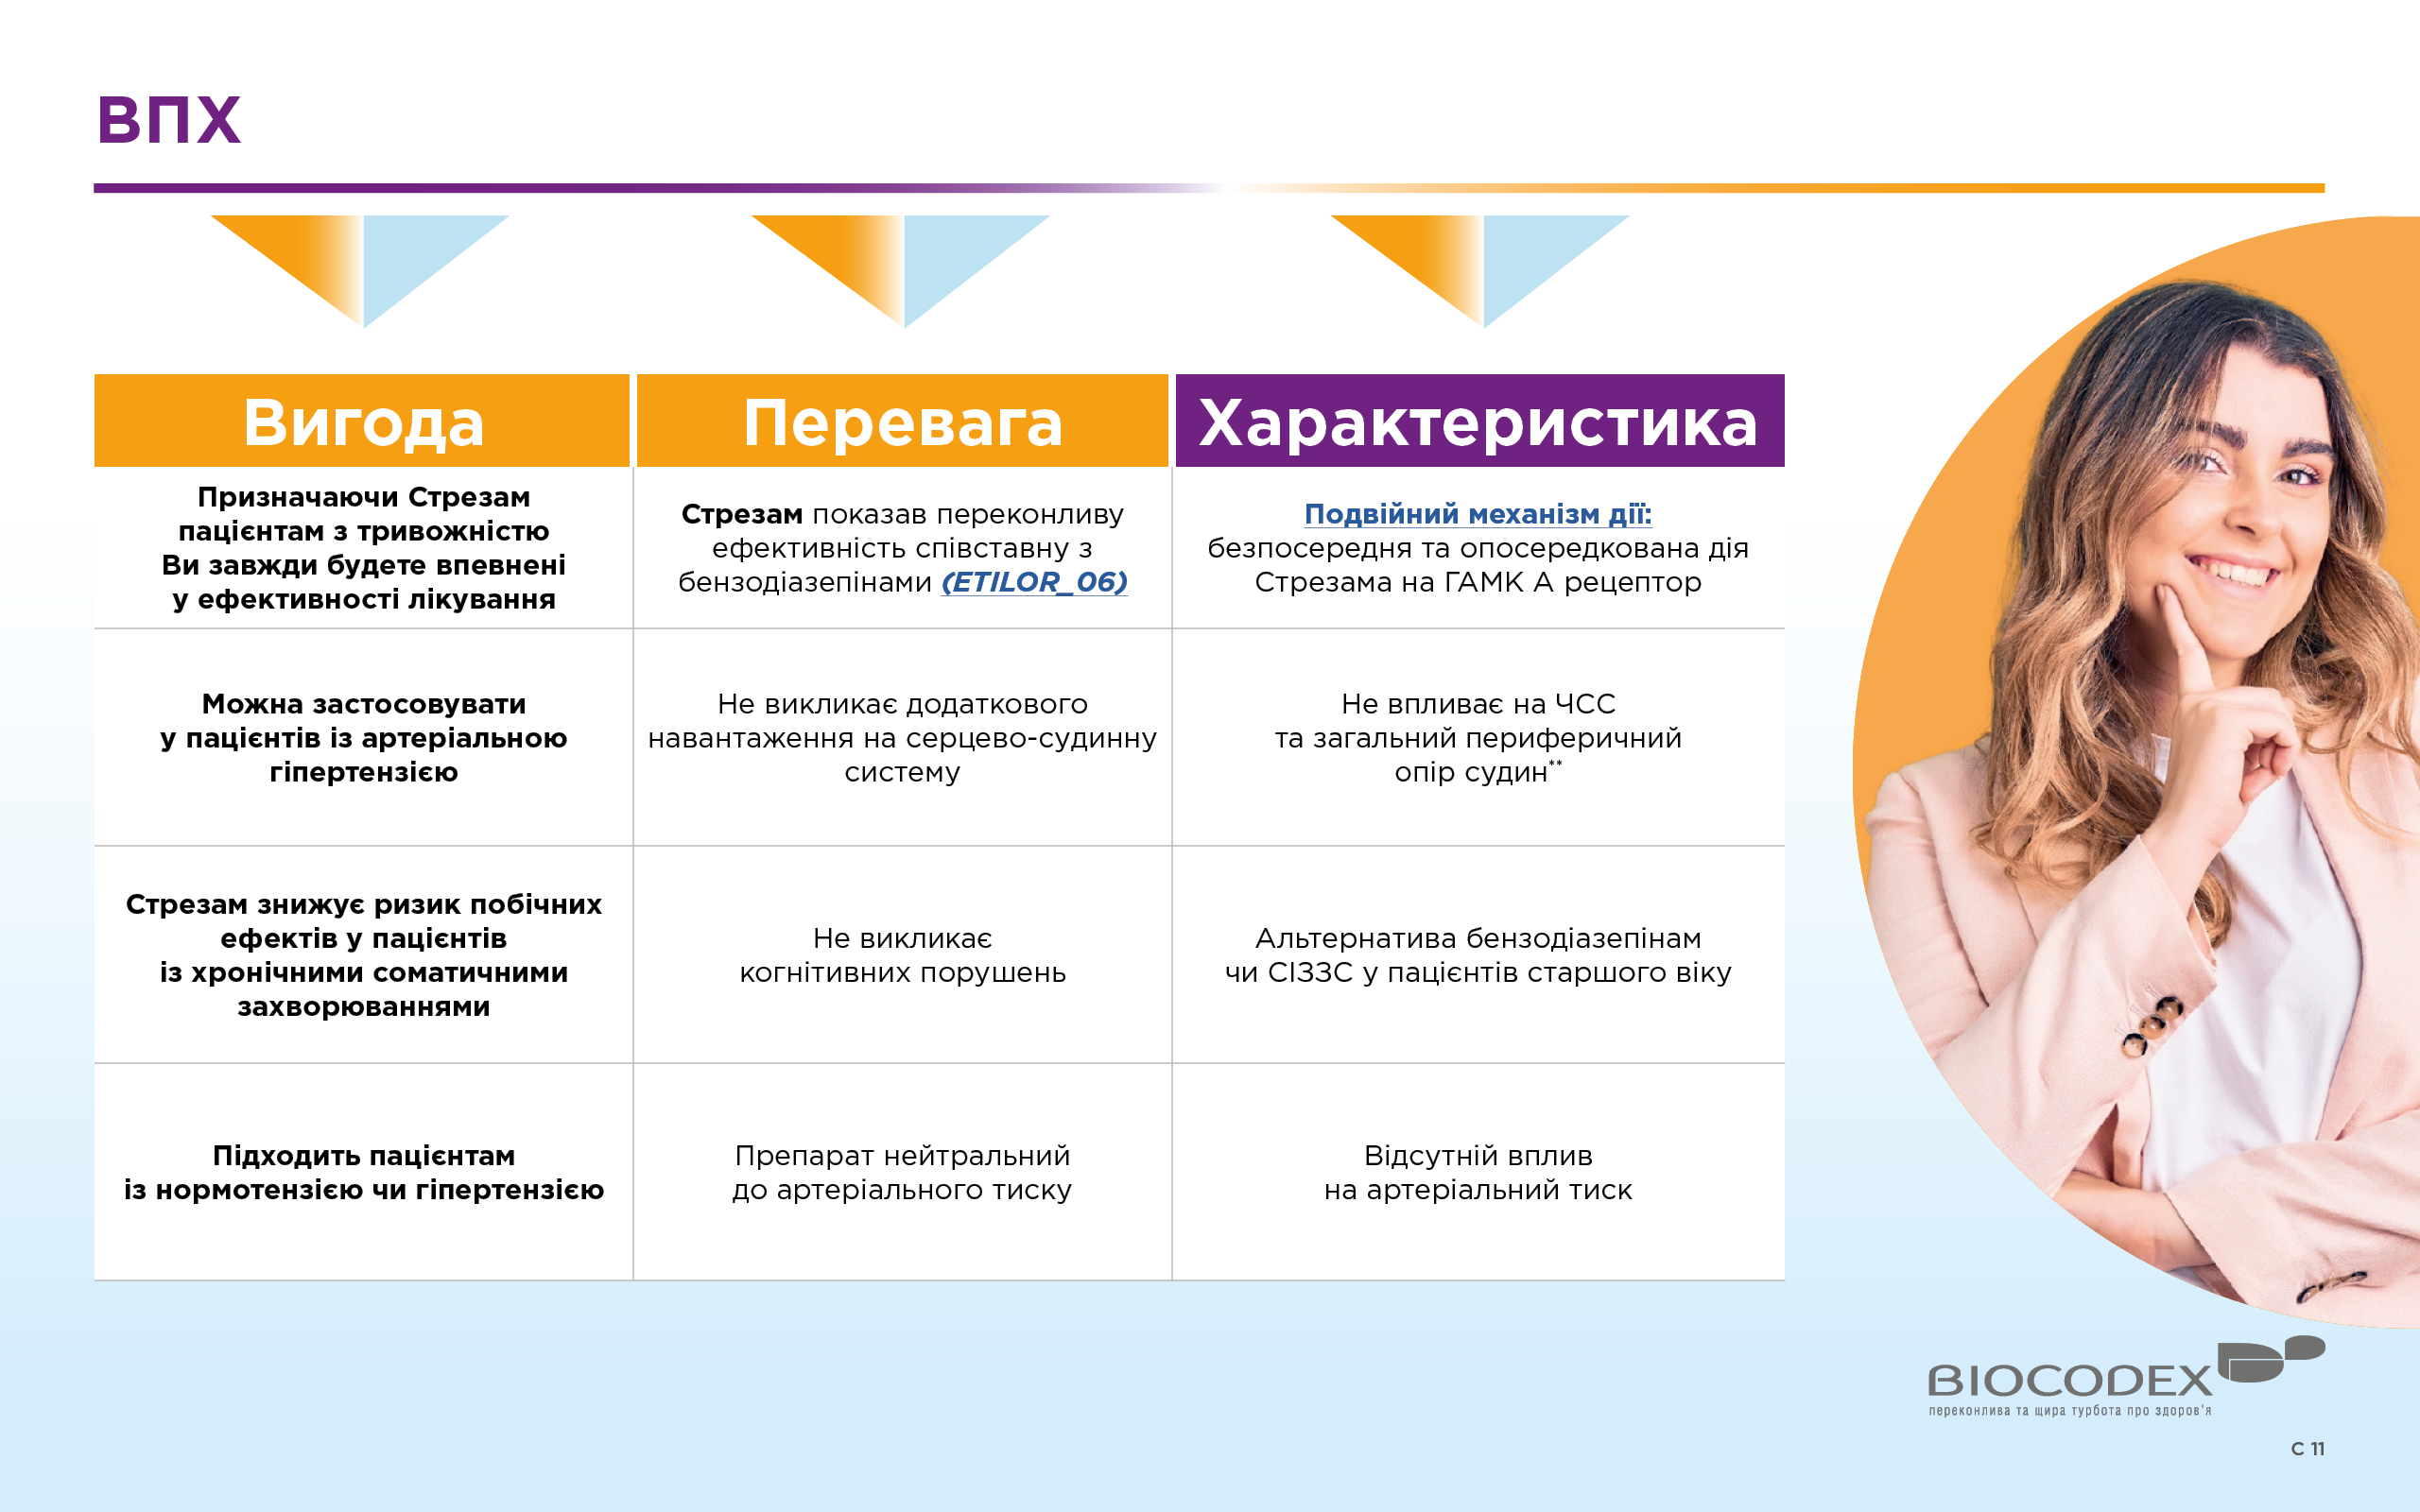 ВПХ
Вигода
Перевага
Характеристика
Призначаючи Стрезам
пацієнтам з тривожністю
Ви завжди будете впевнені
у ефективності лікування
Стрезам показав переконливу
ефективність співставну з
бензодіазепінами (ETILOR_06)
Подвійний механізм дії:
безпосередня та опосередкована дія
Стрезама на ГАМК А рецептор
Можна застосовувати
у пацієнтів із артеріальною
гіпертензією
Не викликає додаткового
навантаження на серцево-судинну
систему
Не впливає на ЧСС
та загальний периферичний
опір судин**
Стрезам знижує ризик побічних
ефектів у пацієнтів
із хронічними соматичними
захворюваннями
Не викликає
когнітивних порушень
Альтернатива бензодіазепінам
чи СІЗЗС у пацієнтів старшого віку
Підходить пацієнтам
із нормотензією чи гіпертензією
Препарат нейтральний
до артеріального тиску
Відсутній вплив
на артеріальний тиск
BIOCODEX
переконлива та щира турбота про здоров'я
С 11